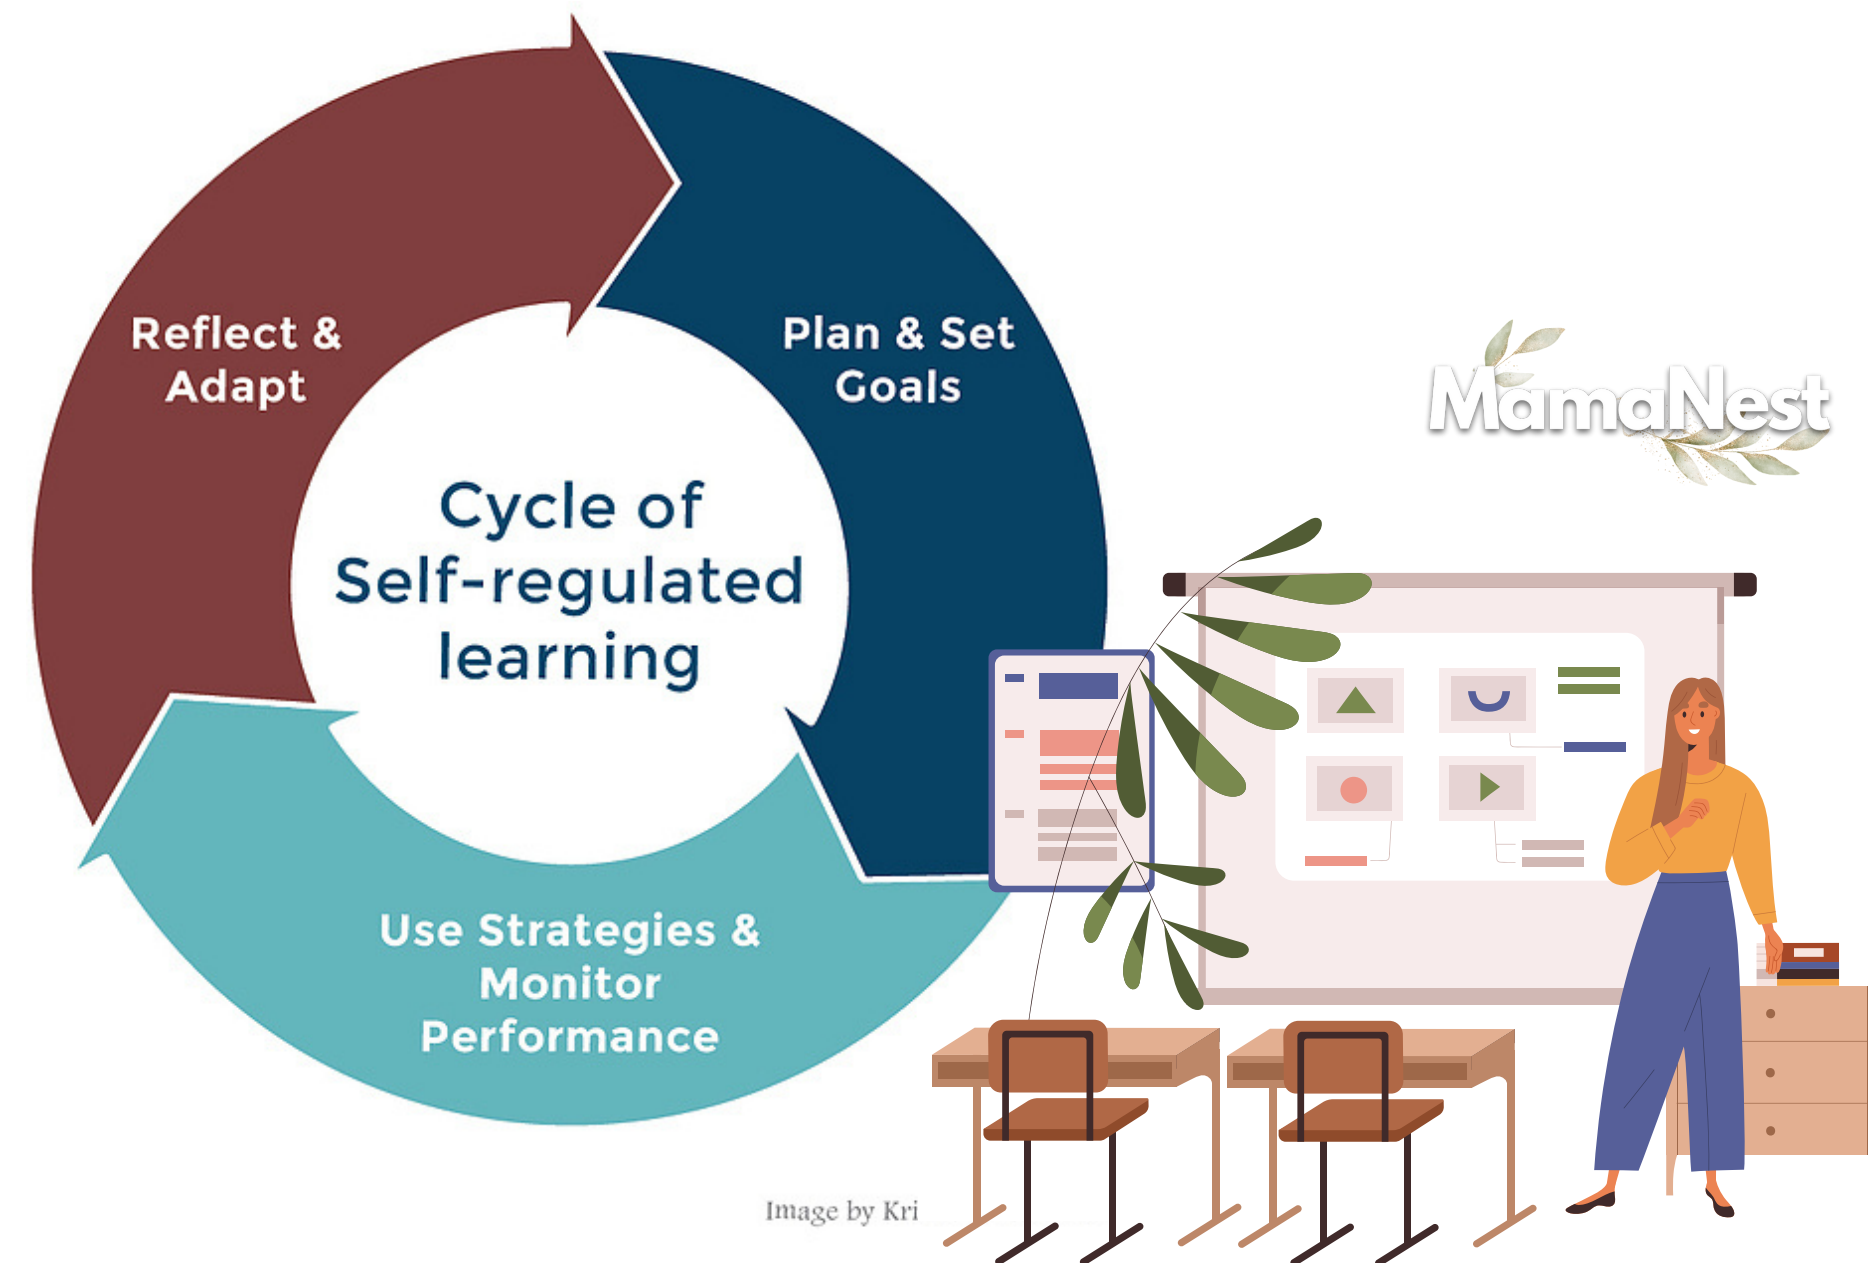 Reflect &
Adapt
Plan & Set
Goals
Cycle of
Self-regulated
learning
Use Strategies &
Monitor
Performance
MamaNest
Image by Kri